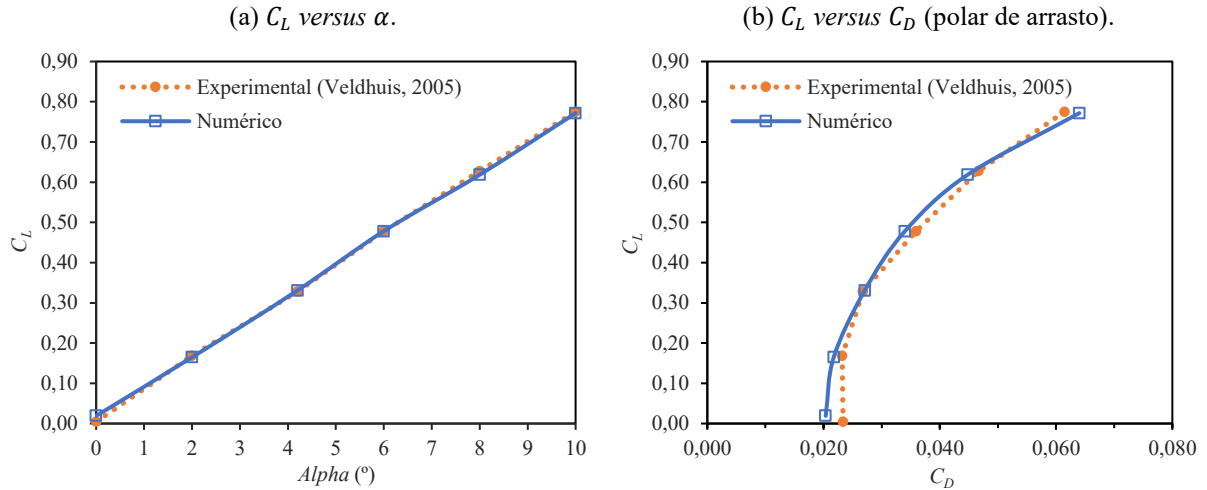 (a) C_L versus α.
0,90
0,80
0,70
0,60
0,50
0,40
0,30
0,20
0,10
0,00
C_L
Experimental (Veldhuis, 2005)
Numérico
0 1 2 3 4 5 6 7 8 9 10
Alpha (º)
(b) C_L versus C_D (polar de arrasto).
0,90
0,80
0,70
0,60
0,50
0,40
0,30
0,20
0,10
0,00
C_L
Experimental (Veldhuis, 2005)
Numérico
0,000 0,020 0,040 0,060 0,080
C_D